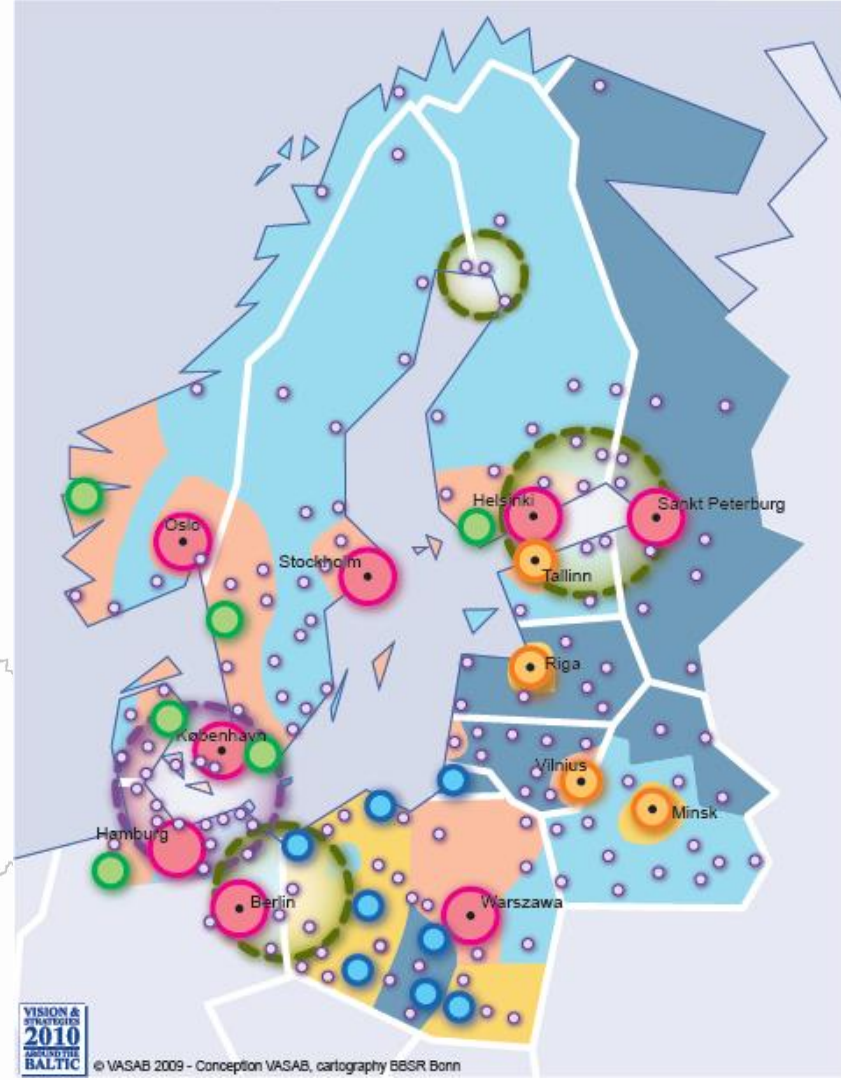 Oslo
Helsinki
Sankt Peterburg
Stockholm
Tallinn
Riga
København
Vilnius
Minsk
Hamburg
Berlin
Warszawa
VISION &
STRATEGIES
2010
AROUND THE
BALTIC
© VASAB 2009 - Conception VASAB, cartography BBSR Bonn